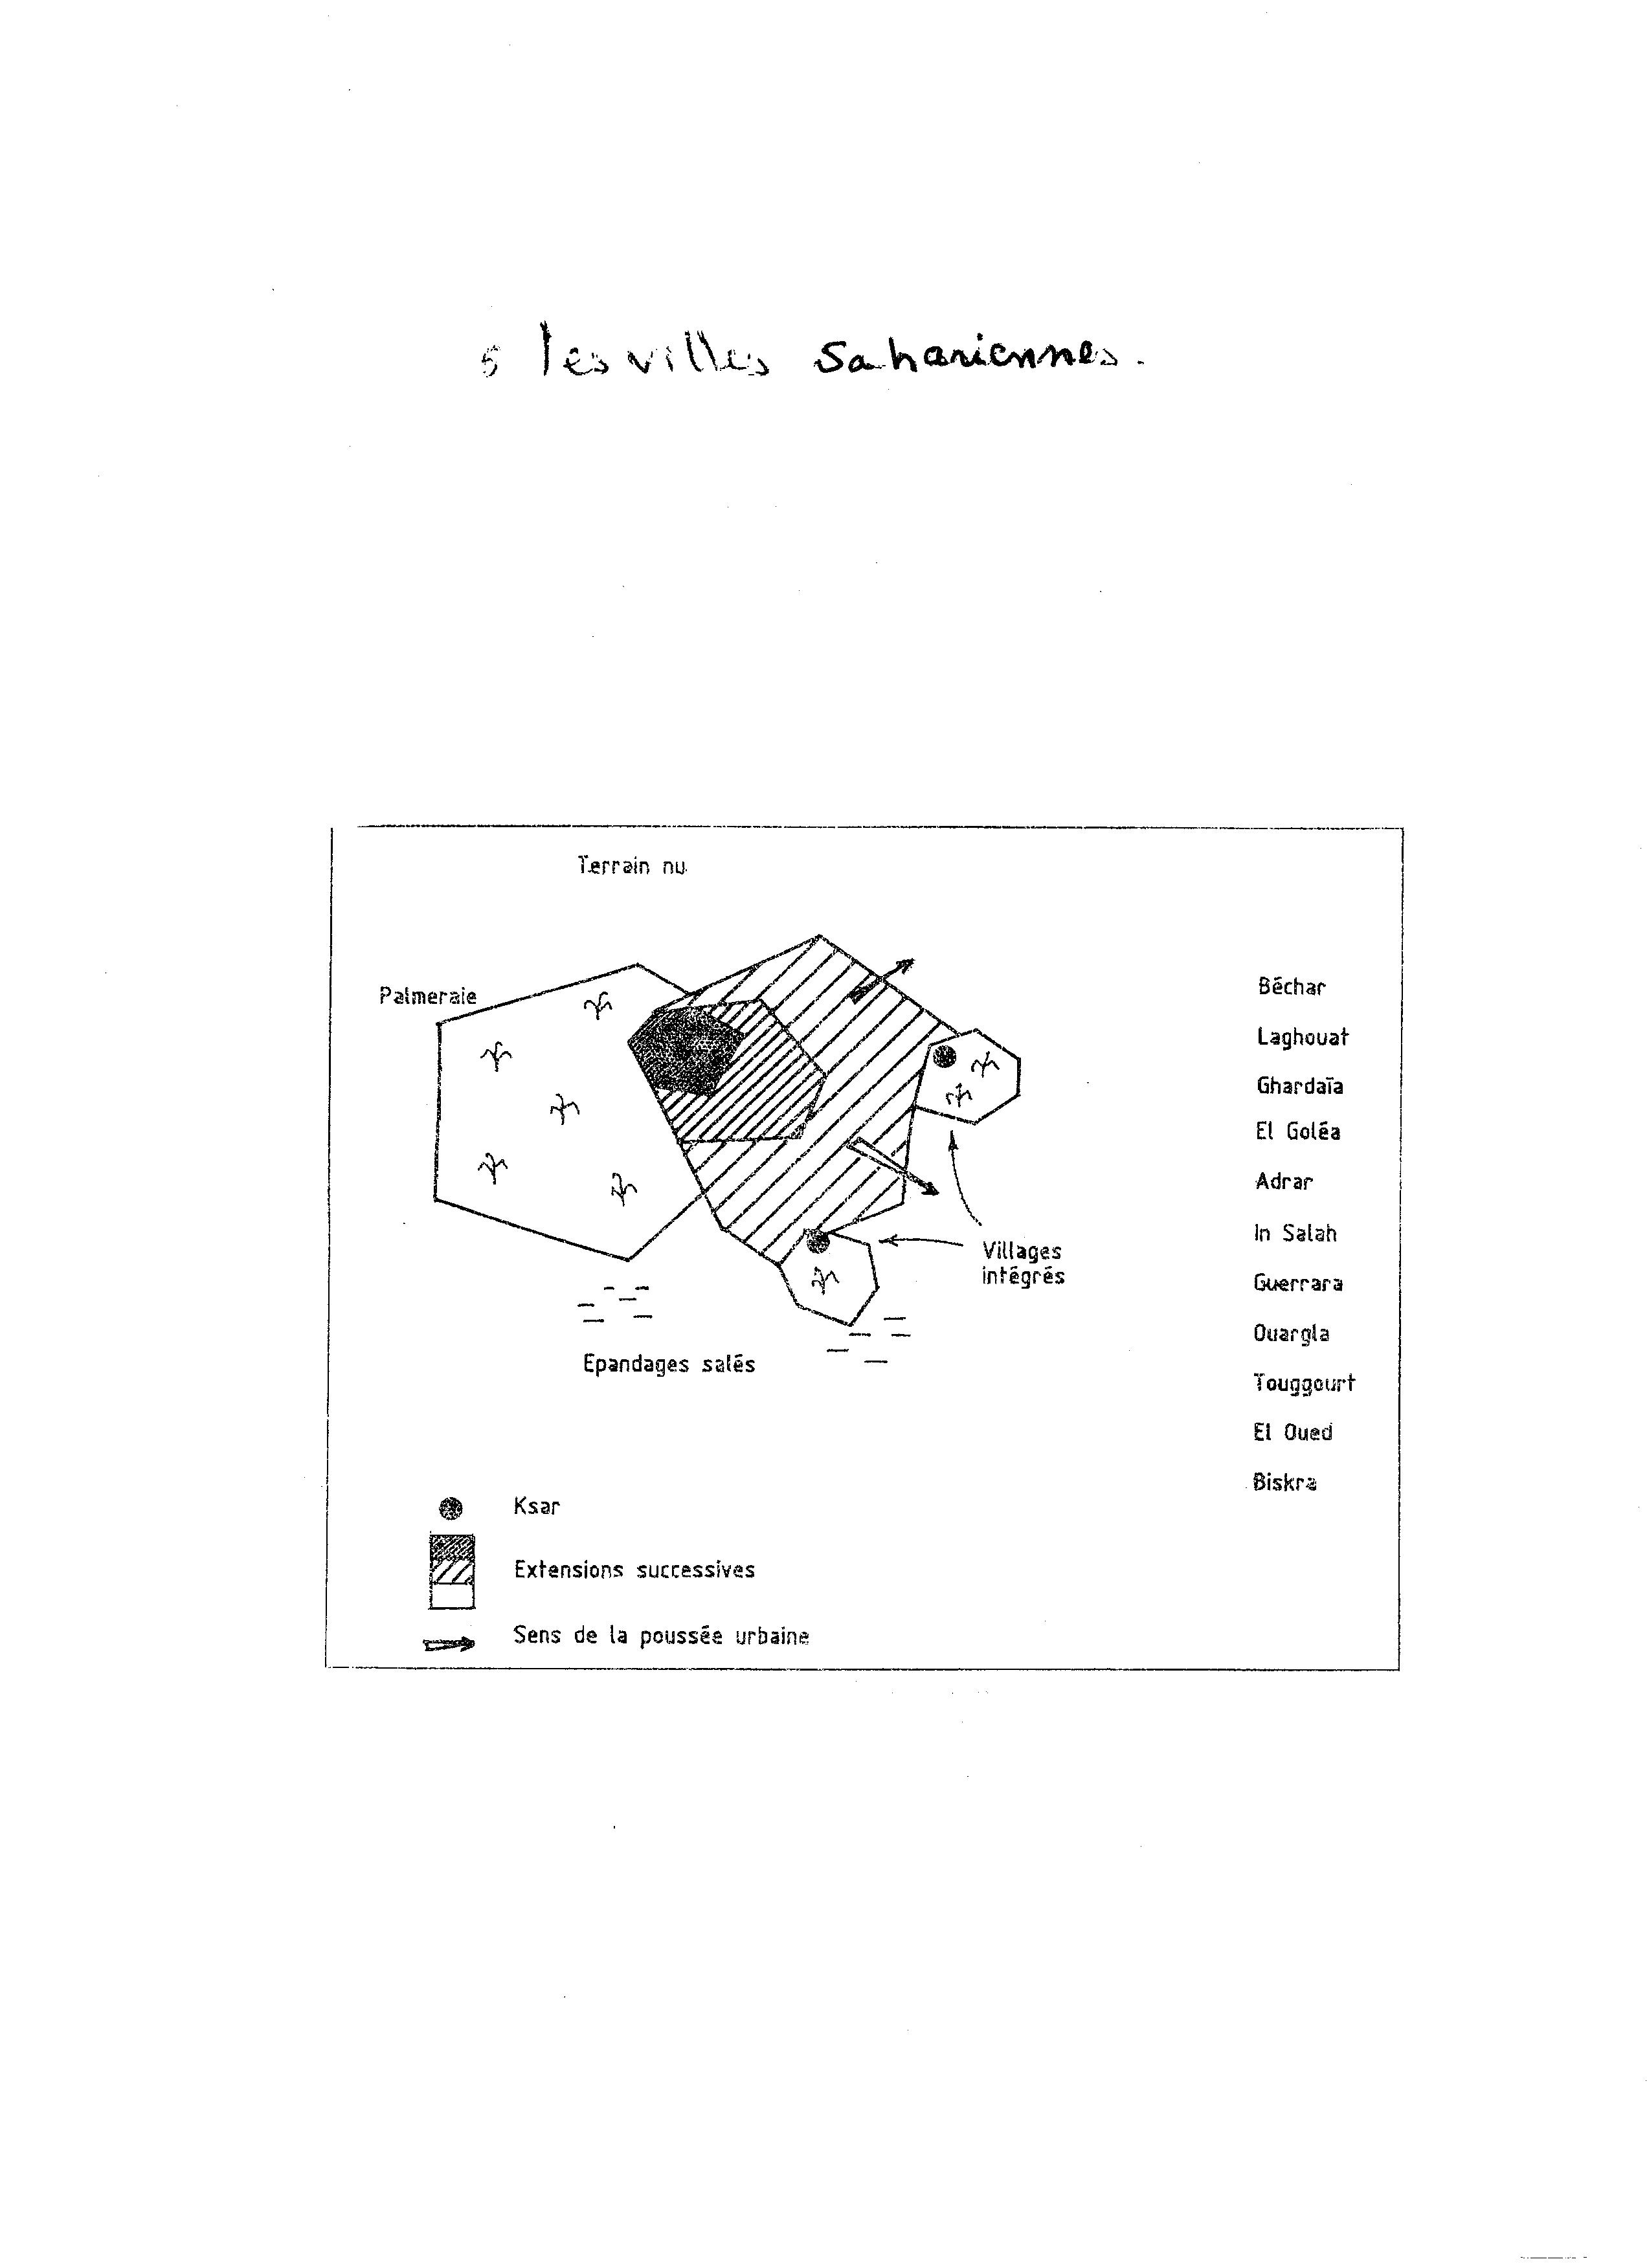 5 les villes sahariennes.
Terrain nu
Palmeraie
Béchar
Laghouat
Ghardaïa
El Goléa
Adrar
In Salah
Guerrara
Ouargla
Touggourt
El Oued
Biskra
Villages
intégrés
Epandages salés
Ksar
Extensions successives
Sens de la poussée urbaine